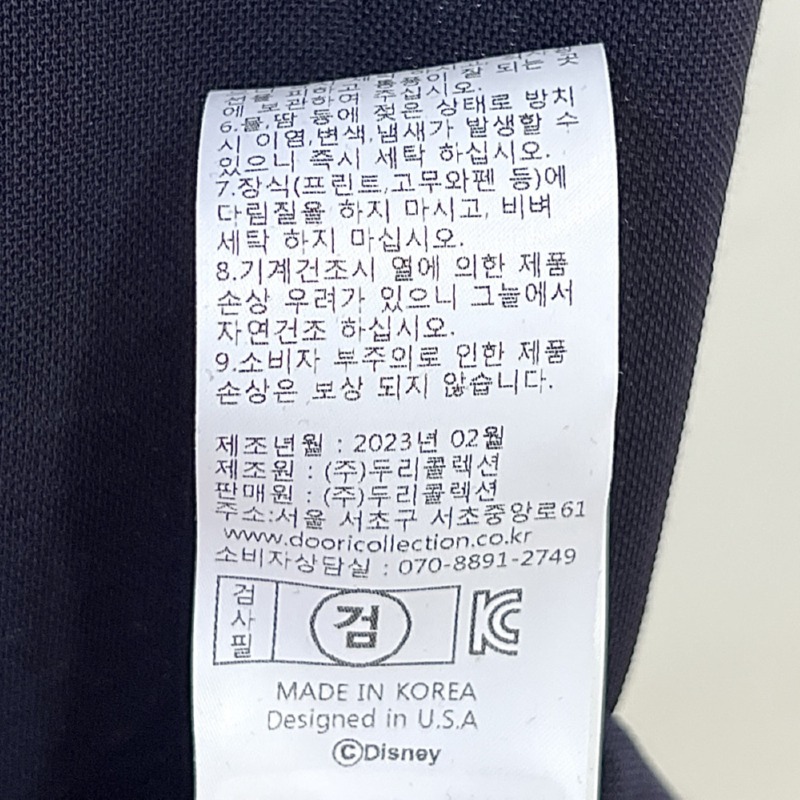 에 보관하여 주십시오.
6.물,땀 등에 젖은 상태로 방치
시 이염,변색,냄새가 발생할 수
있으니 즉시 세탁 하십시오.
7.장식(프린트,고무와펜 등)에
다림질을 하지 마시고, 비벼
세탁 하지 마십시오.
8.기계건조시 열에 의한 제품
손상 우려가 있으니 그늘에서
자연건조 하십시오.
9.소비자 부주의로 인한 제품
손상은 보상 되지 않습니다.
제조년월 : 2023년 02월
제조원 : (주)두리콜렉션
판매원 : (주)두리콜렉션
주소:서울 서초구 서초중앙로61
www.dooricollection.co.kr
소비자상담실 : 070-8891-2749
검사필 검 KC
MADE IN KOREA
Designed in U.S.A
©Disney